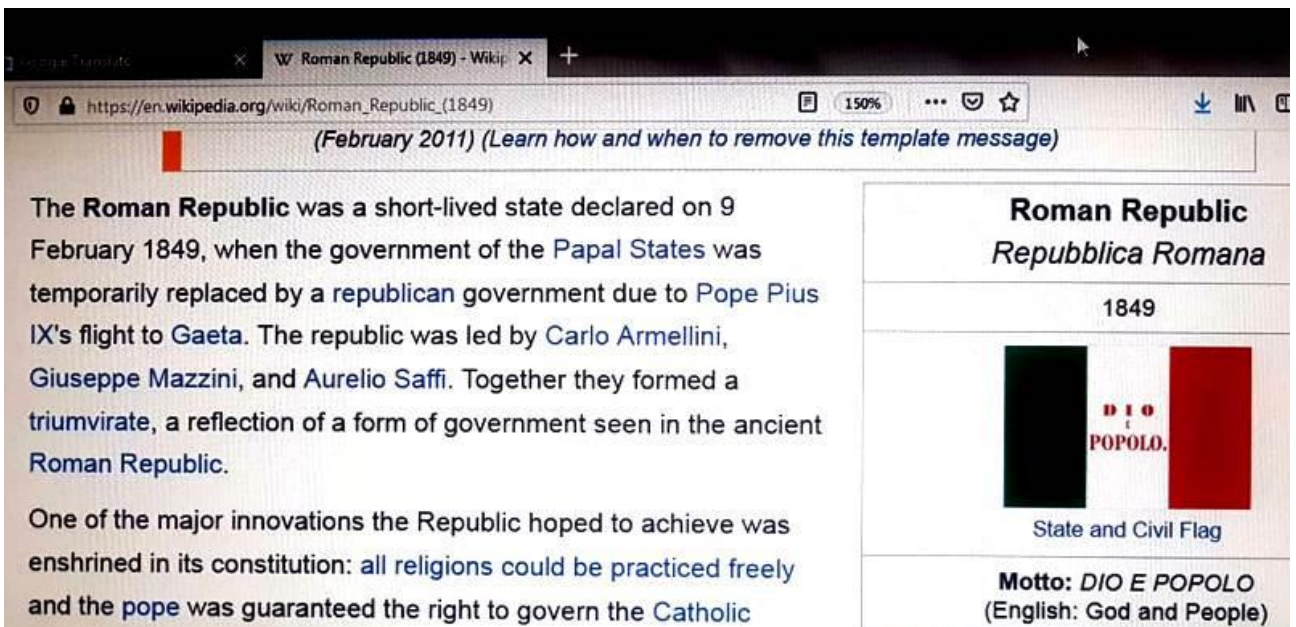 Roman Republic (1849) - Wikip
https://en.wikipedia.org/wiki/Roman_Republic_(1849)
150%
(February 2011) (Learn how and when to remove this template message)
The Roman Republic was a short-lived state declared on 9
February 1849, when the government of the Papal States was
temporarily replaced by a republican government due to Pope Pius
IX's flight to Gaeta. The republic was led by Carlo Armellini,
Giuseppe Mazzini, and Aurelio Saffi. Together they formed a
triumvirate, a reflection of a form of government seen in the ancient
Roman Republic.
One of the major innovations the Republic hoped to achieve was
enshrined in its constitution: all religions could be practiced freely
and the pope was guaranteed the right to govern the Catholic
Roman Republic
Repubblica Romana
1849
DIO
E
POPOLO.
State and Civil Flag
Motto: DIO E POPOLO
(English: God and People)